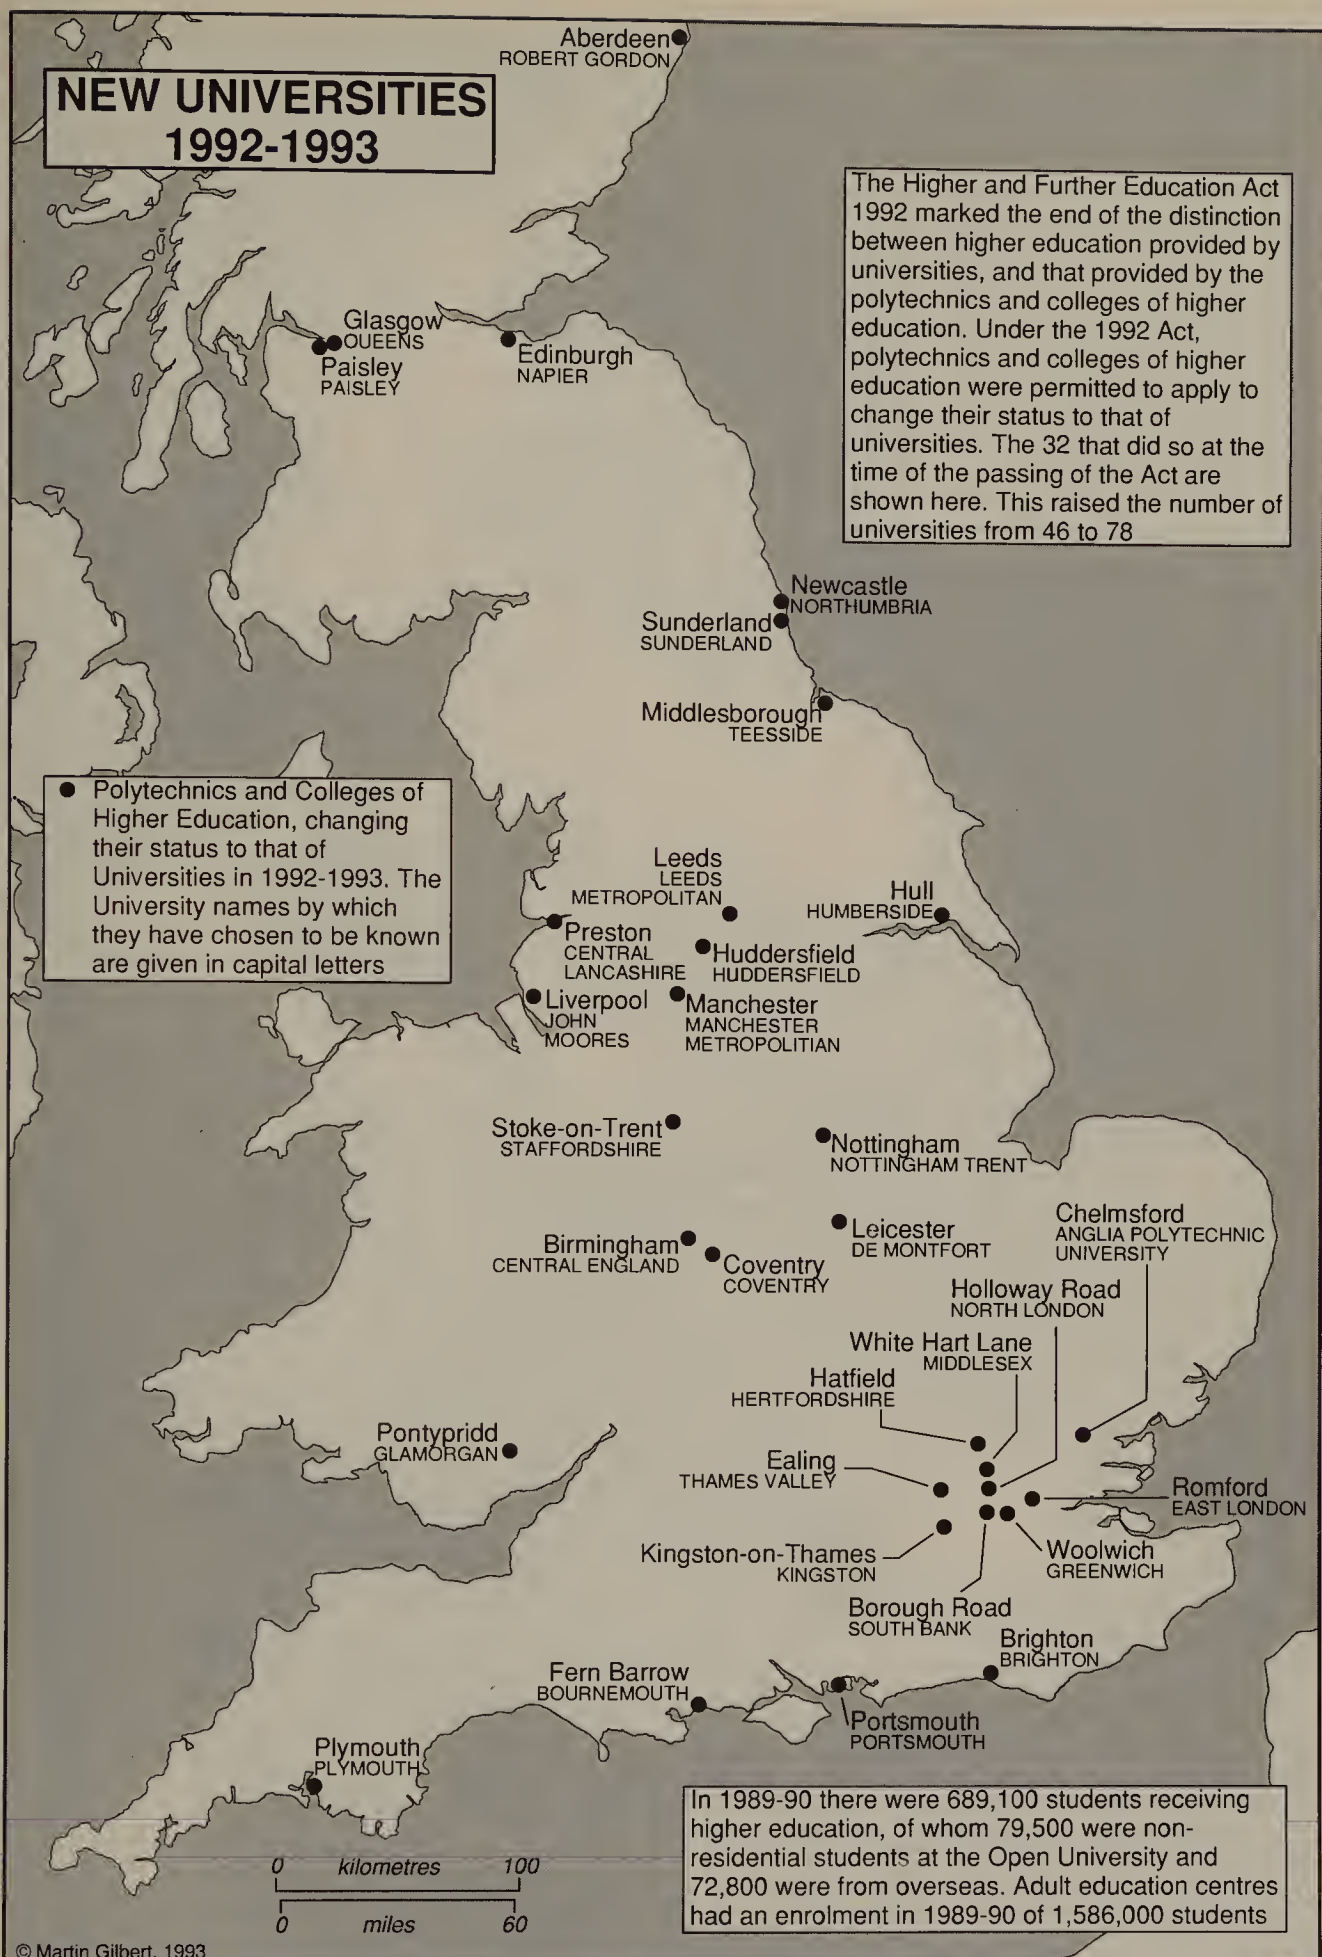 Aberdeen
ROBERT GORDON
NEW UNIVERSITIES
1992-1993
The Higher and Further Education Act
1992 marked the end of the distinction
between higher education provided by
universities, and that provided by the
polytechnics and colleges of higher
education. Under the 1992 Act,
polytechnics and colleges of higher
education were permitted to apply to
change their status to that of
universities. The 32 that did so at the
time of the passing of the Act are
shown here. This raised the number of
universities from 46 to 78
Glasgow
QUEENS
Paisley
PAISLEY
Edinburgh
NAPIER
Newcastle
NORTHUMBRIA
Sunderland
SUNDERLAND
Middlesborough
TEESSIDE
Polytechnics and Colleges of
Higher Education, changing
their status to that of
Universities in 1992-1993. The
University names by which
they have chosen to be known
are given in capital letters
Leeds
LEEDS
METROPOLITAN
Hull
HUMBERSIDE
Preston
CENTRAL
LANCASHIRE
Huddersfield
HUDDERSFIELD
Liverpool
JOHN
MOORES
Manchester
MANCHESTER
METROPOLITIAN
Stoke-on-Trent
STAFFORDSHIRE
Nottingham
NOTTINGHAM TRENT
Leicester
DE MONTFORT
Birmingham
CENTRAL ENGLAND
Coventry
COVENTRY
Chelmsford
ANGLIA POLYTECHNIC
UNIVERSITY
Holloway Road
NORTH LONDON
White Hart Lane
MIDDLESEX
Hatfield
HERTFORDSHIRE
Pontypridd
GLAMORGAN
Ealing
THAMES VALLEY
Romford
EAST LONDON
Kingston-on-Thames
KINGSTON
Woolwich
GREENWICH
Borough Road
SOUTH BANK
Brighton
BRIGHTON
Fern Barrow
BOURNEMOUTH
Portsmouth
PORTSMOUTH
Plymouth
PLYMOUTH
In 1989-90 there were 689,100 students receiving
higher education, of whom 79,500 were non-
residential students at the Open University and
72,800 were from overseas. Adult education centres
had an enrolment in 1989-90 of 1,586,000 students
0 kilometres 100
0 miles 60
© Martin Gilbert, 1993